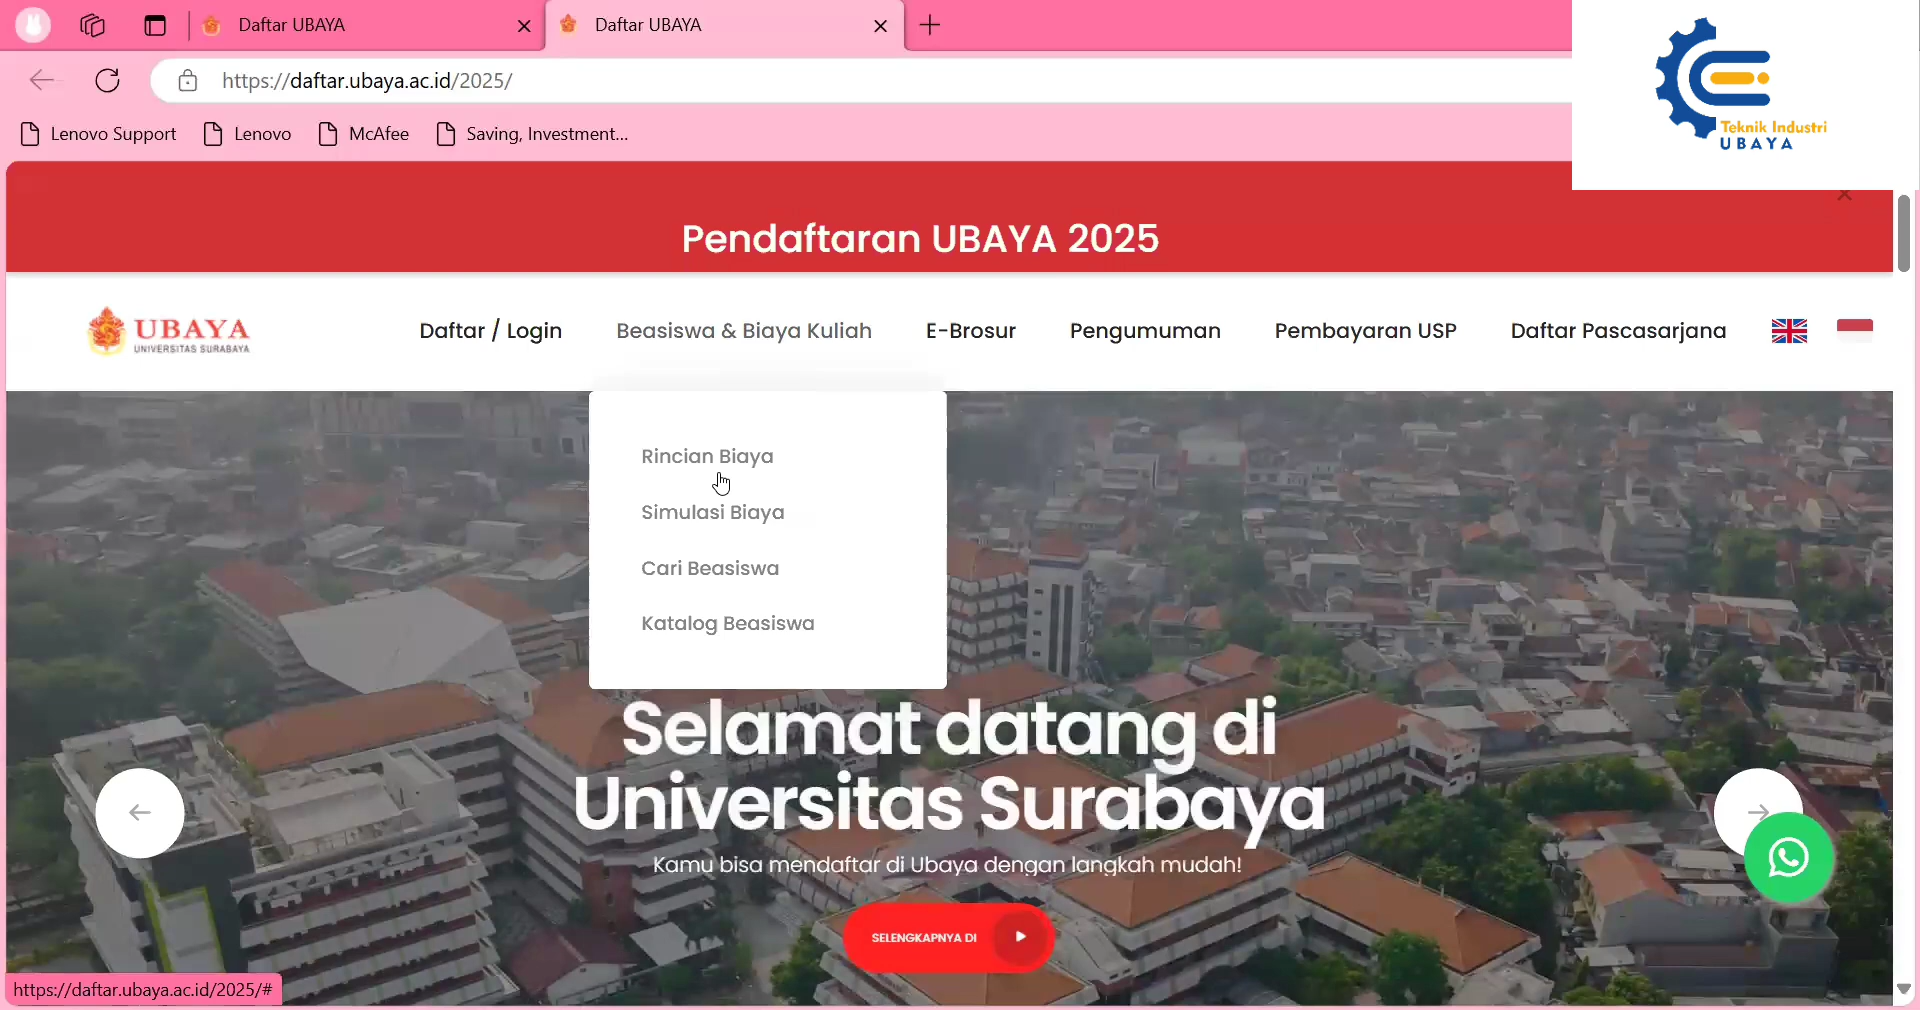 Daftar UBAYA
Daftar UBAYA
https://daftar.ubaya.ac.id/2025/
Lenovo Support
Lenovo
McAfee
Saving, Investment...
Teknik Industri
UBAYA
Pendaftaran UBAYA 2025
UBAYA
UNIVERSITAS SURABAYA
Daftar / Login
Beasiswa & Biaya Kuliah
E-Brosur
Pengumuman
Pembayaran USP
Daftar Pascasarjana
Rincian Biaya
Simulasi Biaya
Cari Beasiswa
Katalog Beasiswa
Selamat datang di
Universitas Surabaya
Kamu bisa mendaftar di Ubaya dengan langkah mudah!
SELENGKAPNYA DI
https://daftar.ubaya.ac.id/2025/#